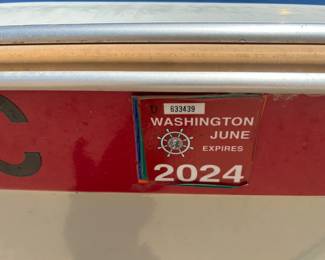 C
D 633439
WASHINGTON
JUNE
EXPIRES
2024